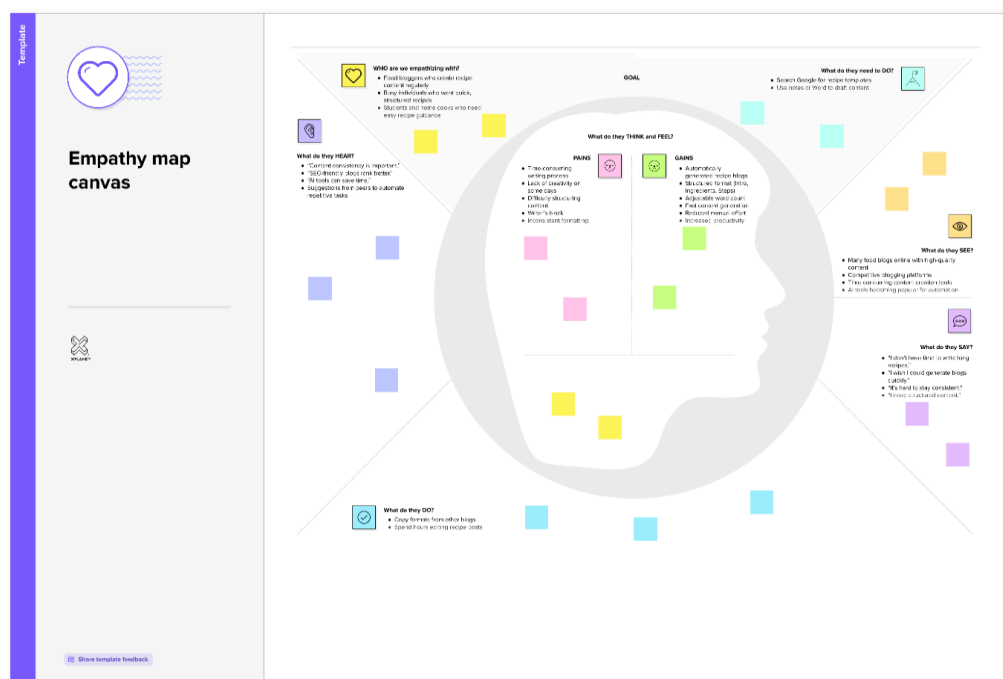 Template
Empathy map
canvas
XPLANE
Share template feedback
WHO are we empathizing with?
Food bloggers who create recipe
content regularly
Busy individuals who want quick,
structured recipes
Students and home cooks who need
easy recipe guidance
GOAL
What do they need to DO?
Search Google for recipe templates
Use notes or Word to draft content
What do they HEAR?
"Content consistency is important."
"SEO-friendly blogs rank better."
"AI tools can save time."
Suggestions from peers to automate
repetitive tasks
What do they THINK and FEEL?
PAINS
Time-consuming
writing process
Lack of creativity on
some days
Difficulty structuring
content
Writer's block
Inconsistent formatting
GAINS
Automatically
generated recipe blogs
Structured format (Intro,
Ingredients, Steps)
Adjustable word count
Fast content generation
Reduced manual effort
Increased productivity
What do they SEE?
Many food blogs online with high-quality
content
Competitive blogging platforms
Time-consuming content creation tools
AI tools becoming popular for automation
What do they SAY?
"I don't have time to write long
recipes."
"I wish I could generate blogs
quickly."
"It's hard to stay consistent."
"I need structured content."
What do they DO?
Copy formats from other blogs
Spend hours editing recipe posts